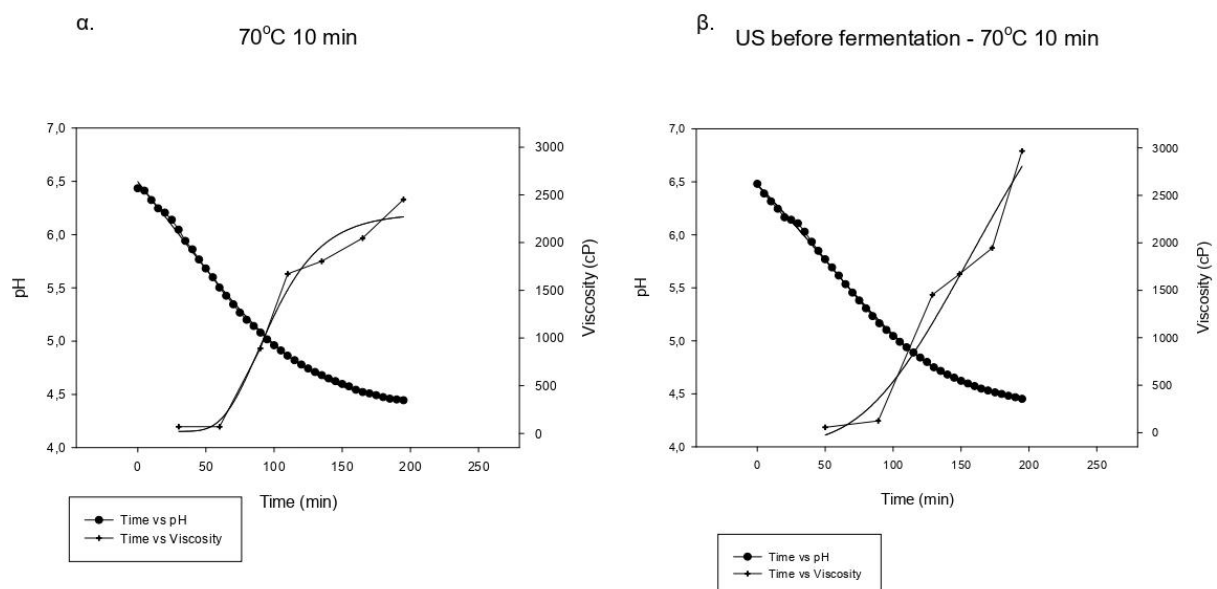 α.
70°C 10 min
7,0
6,5
6,0
5,5
5,0
4,5
4,0
pH
3000
2500
2000
1500
1000
500
0
Viscosity (cP)
0 50 100 150 200 250
Time (min)
Time vs pH
Time vs Viscosity
β.
US before fermentation - 70°C 10 min
7,0
6,5
6,0
5,5
5,0
4,5
4,0
pH
3000
2500
2000
1500
1000
500
0
Viscosity (cP)
0 50 100 150 200 250
Time (min)
Time vs pH
Time vs Viscosity